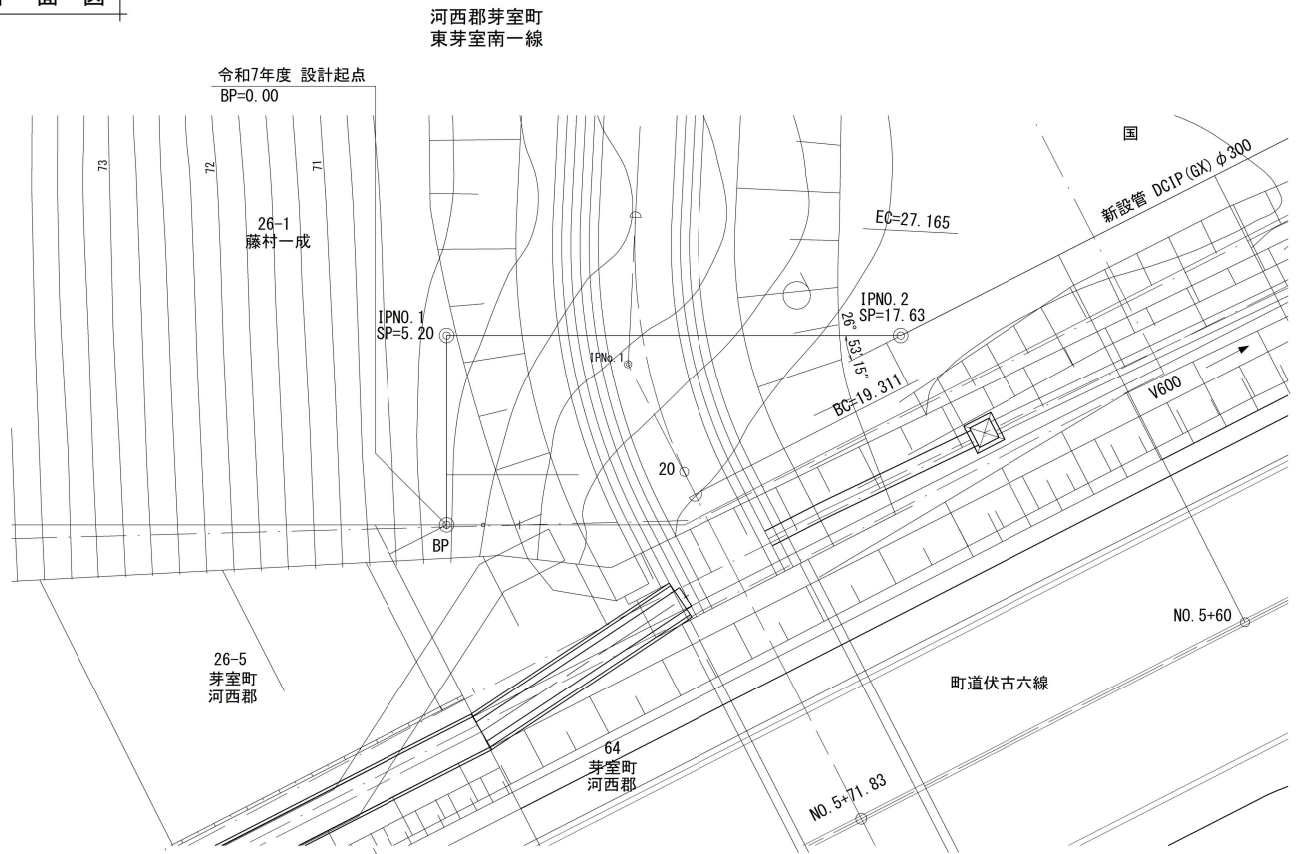 平 面 図
河西郡芽室町
東芽室南一線
令和7年度 設計起点
BP=0.00
73
72
71
国
新設管 DCIP(GX) φ300
26-1
藤村一成
EC=27.165
IPNO.1
SP=5.20
IPNO.2
SP=17.63
26° 53′15″
IPNo.1
BC=19.311
V600
20
BP
NO.5+60
26-5
芽室町
河西郡
町道伏古六線
64
芽室町
河西郡
NO.5+71.83